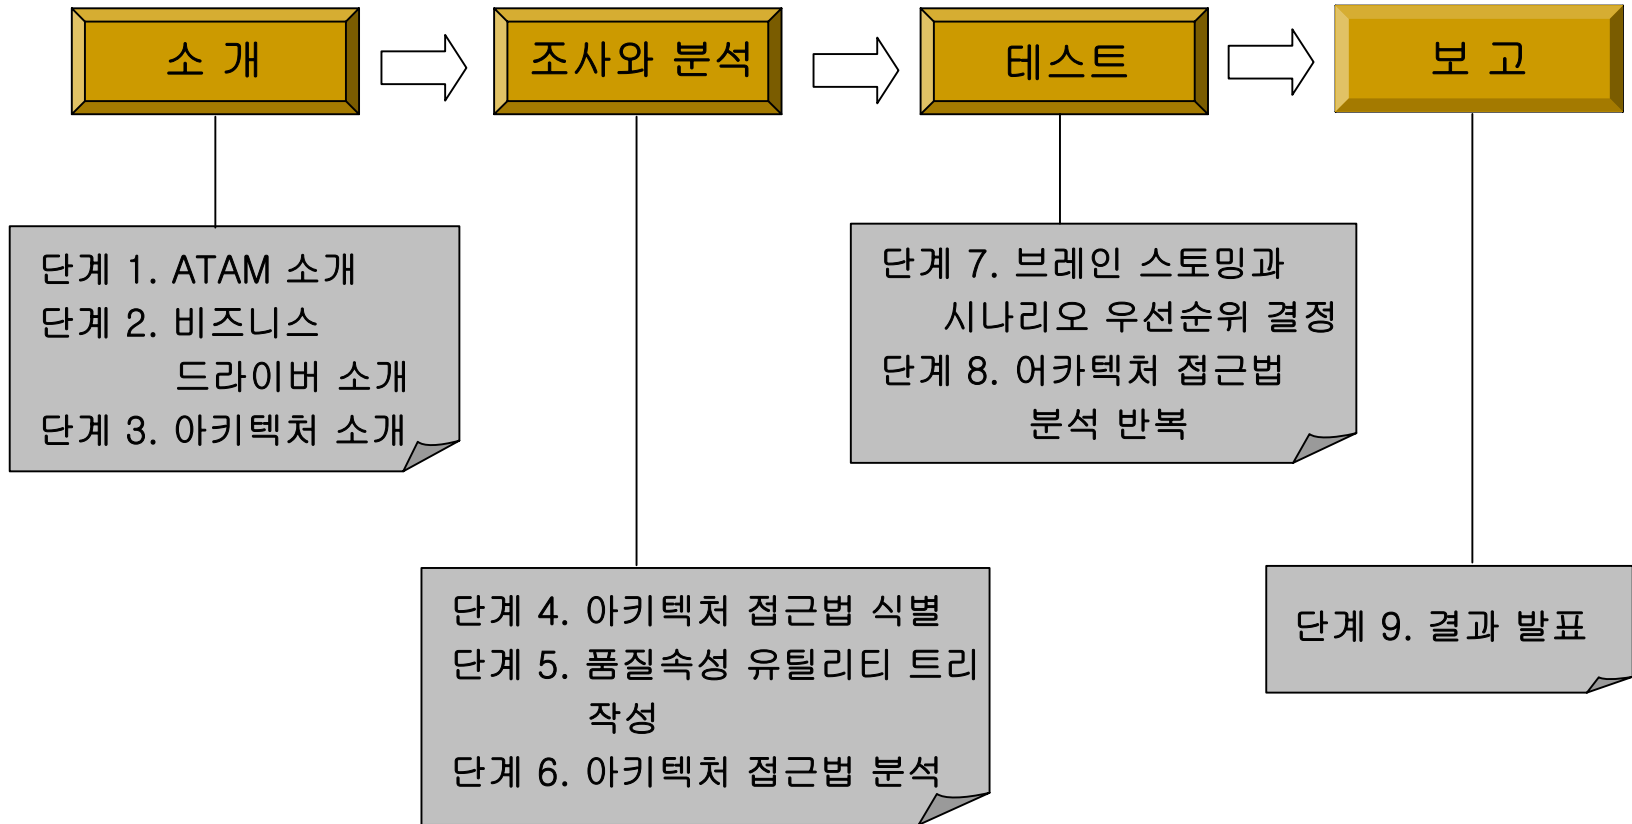 소 개
조사와 분석
테스트
보 고
단계 1. ATAM 소개
단계 2. 비즈니스
드라이버 소개
단계 3. 아키텍처 소개
단계 4. 아키텍처 접근법 식별
단계 5. 품질속성 유틸리티 트리
작성
단계 6. 아키텍처 접근법 분석
단계 7. 브레인 스토밍과
시나리오 우선순위 결정
단계 8. 어카텍처 접근법
분석 반복
단계 9. 결과 발표